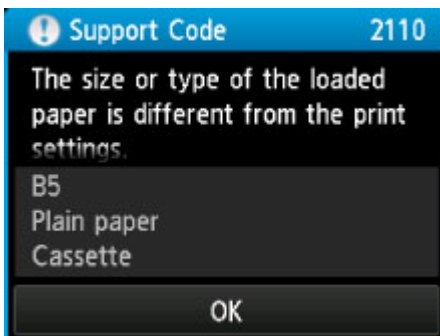 Support Code 2110
The size or type of the loaded
paper is different from the print
settings.
B5
Plain paper
Cassette
OK